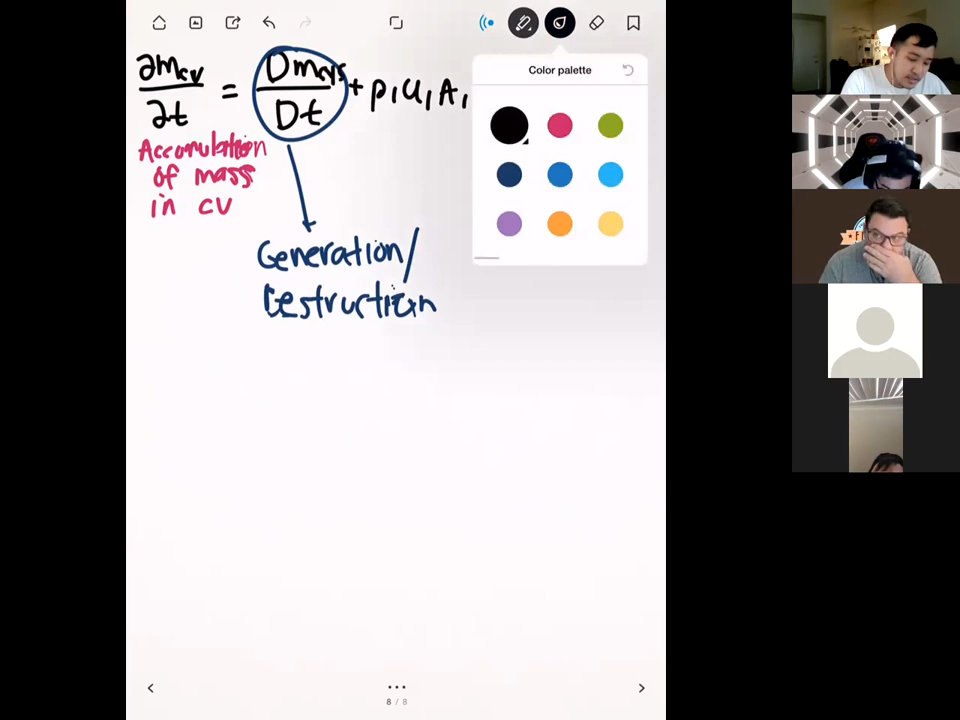 ∂m_cv/∂t = Dm_sys/Dt + ρ₁u₁A₁
Accumulation
of mass
in CV
Generation/
Destruction
Color palette
8 / 8